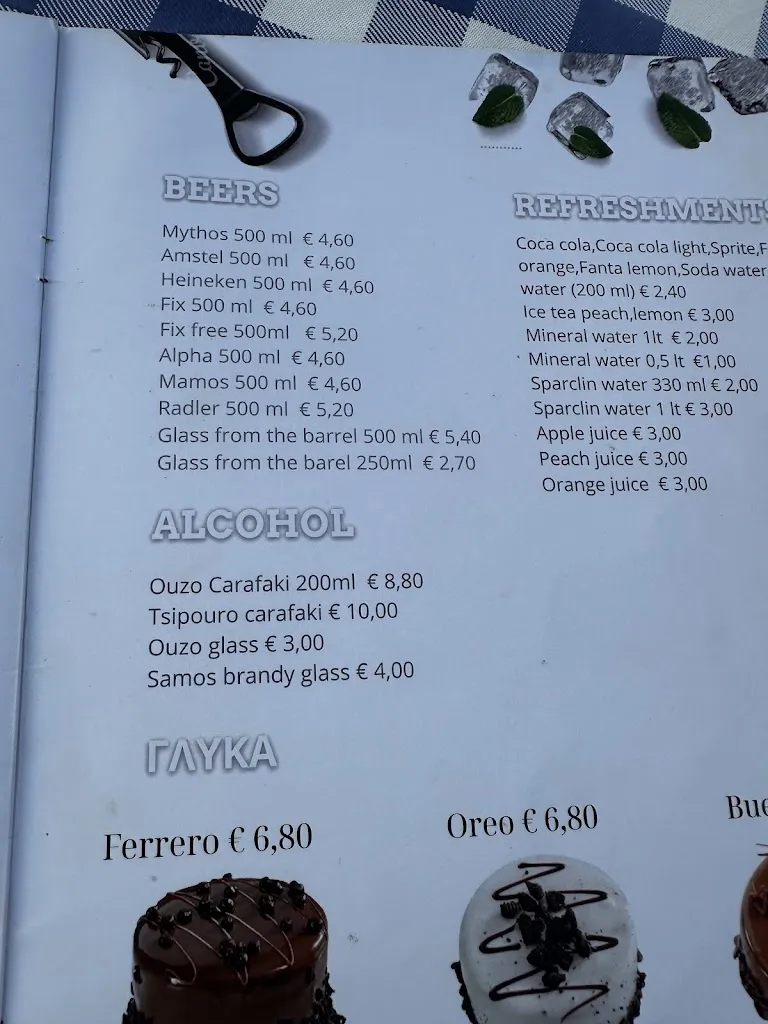 BEERS
Mythos 500 ml € 4,60
Amstel 500 ml € 4,60
Heineken 500 ml € 4,60
Fix 500 ml € 4,60
Fix free 500ml € 5,20
Alpha 500 ml € 4,60
Mamos 500 ml € 4,60
Radler 500 ml € 5,20
Glass from the barrel 500 ml € 5,40
Glass from the barel 250ml € 2,70
ALCOHOL
Ouzo Carafaki 200ml € 8,80
Tsipouro carafaki € 10,00
Ouzo glass € 3,00
Samos brandy glass € 4,00
REFRESHMENTS
Coca cola,Coca cola light,Sprite,F
orange,Fanta lemon,Soda water
water (200 ml) € 2,40
Ice tea peach,lemon € 3,00
Mineral water 1lt € 2,00
Mineral water 0,5 lt €1,00
Sparclin water 330 ml € 2,00
Sparclin water 1 lt € 3,00
Apple juice € 3,00
Peach juice € 3,00
Orange juice € 3,00
ΓΛΥΚΑ
Ferrero € 6,80
Oreo € 6,80
Bue